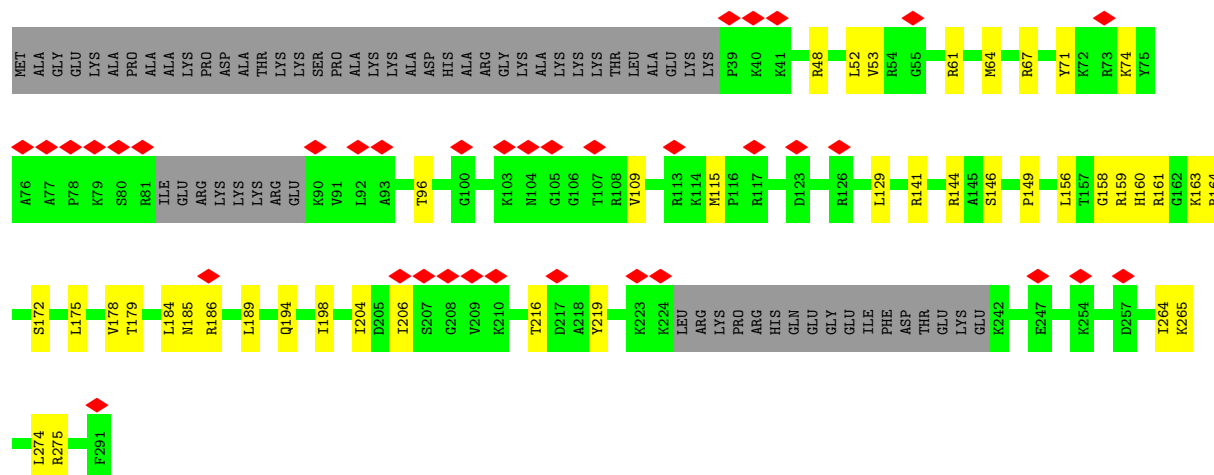 MET ALA GLY GLU LYS ALA PRO ALA ALA LYS PRO ASP ALA THR LYS LYS SER PRO ALA LYS LYS ALA ASP HIS ALA ARG GLY LYS ALA LYS LYS LYS THR LEU ALA GLU LYS LYS P39 K40 K41 R48 L52 V53 R54 G55 R61 M64 R67 Y71 K72 R73 K74 Y75
A76 A77 P78 K79 S80 R81 ILE GLU ARG LYS LYS LYS ARG GLU K90 V91 L92 A93 T96 G100 K103 N104 G105 G106 T107 R108 V109 R113 K114 M115 P116 R117 D123 R126 L129 R141 R144 A145 S146 P149 L156 T157 G158 R159 H160 R161 G162 K163 R164
S172 L175 V178 T179 L184 N185 R186 L189 Q194 I198 I204 D205 I206 S207 G208 V209 K210 T216 D217 A218 Y219 K223 K224 LEU ARG LYS PRO ARG HIS GLN GLU GLY GLU ILE PHE ASP THR GLU LYS GLU K242 E247 K254 D257 I264 K265
L274 R275 F291